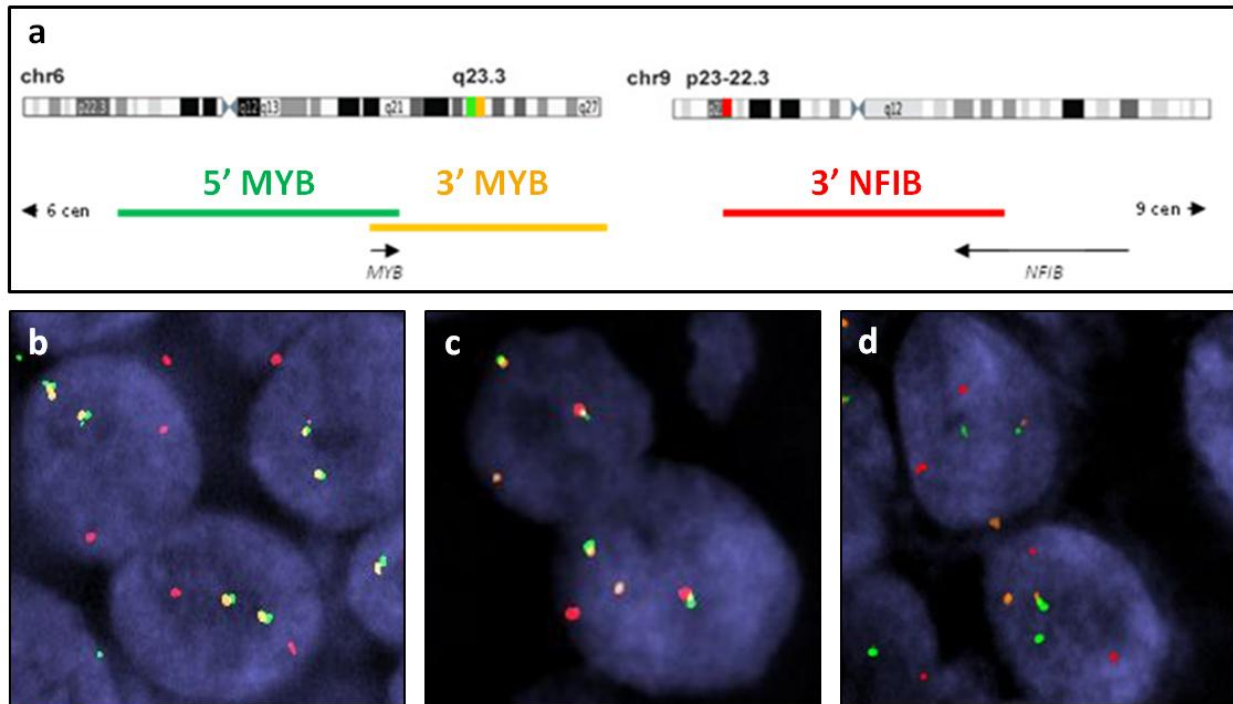 a
chr6
q23.3
chr9 p23-22.3
p22.3 q12 q13 q21 q27
q12
5’ MYB
3’ MYB
3’ NFIB
6 cen
9 cen
MYB
NFIB
b
c
d